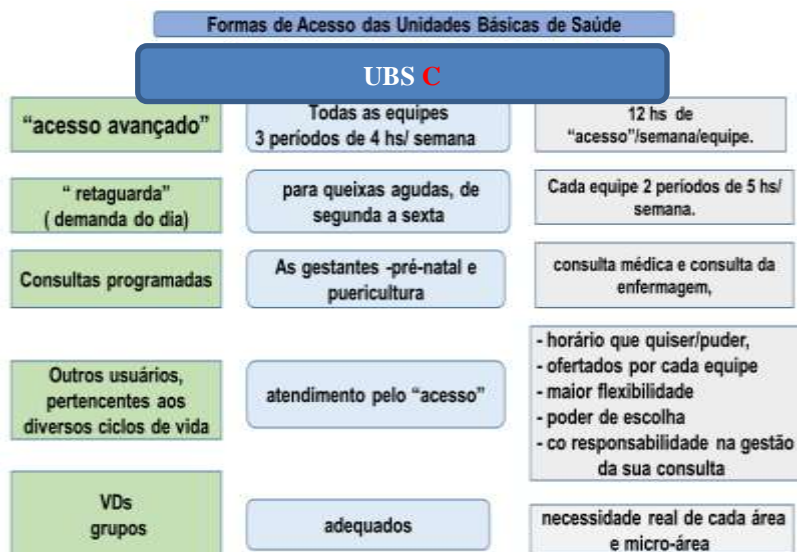 Formas de Acesso das Unidades Básicas de Saúde
UBS C
“acesso avançado”
Todas as equipes
3 períodos de 4 hs/ semana
12 hs de
“acesso”/semana/equipe.
“ retaguarda”
( demanda do dia)
para queixas agudas, de
segunda a sexta
Cada equipe 2 períodos de 5 hs/
semana.
Consultas programadas
As gestantes -pré-natal e
puericultura
consulta médica e consulta da
enfermagem,
Outros usuários,
pertencentes aos
diversos ciclos de vida
atendimento pelo “acesso”
- horário que quiser/puder,
- ofertados por cada equipe
- maior flexibilidade
- poder de escolha
- co responsabilidade na gestão
da sua consulta
VDs
grupos
adequados
necessidade real de cada área
e micro-área